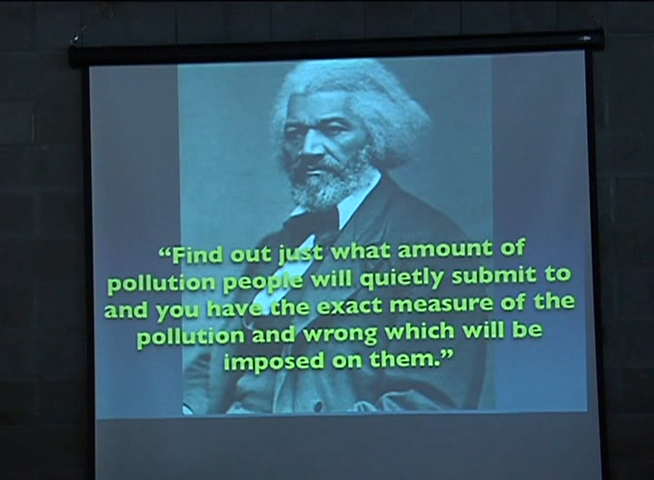 “Find out just what amount of
pollution people will quietly submit to
and you have the exact measure of the
pollution and wrong which will be
imposed on them.”